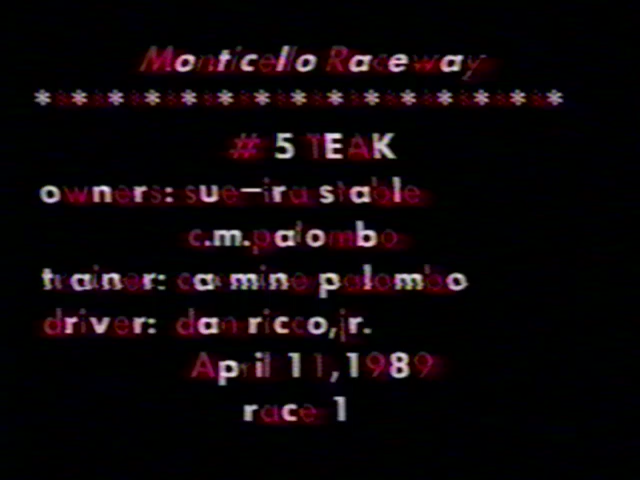 Monticello Raceway
* * * * * * * * * * * * * * * * * * * * * * * * * * * * *
# 5 TEAK
owners: sue-ira stable
c.m.palombo
trainer: carmine palombo
driver: dan ricco,jr.
April 11,1989
race 1